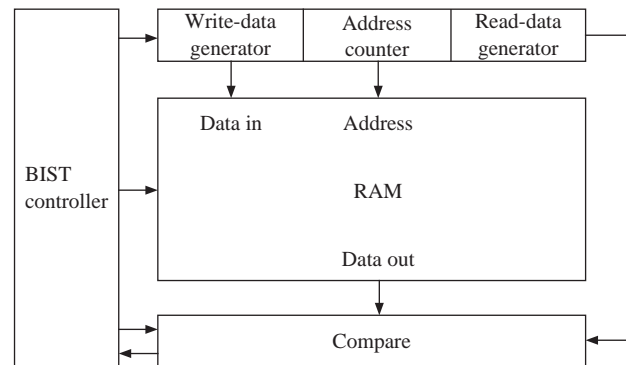 Write-data
generator
Address
counter
Read-data
generator
Data in
Address
BIST
controller
RAM
Data out
Compare